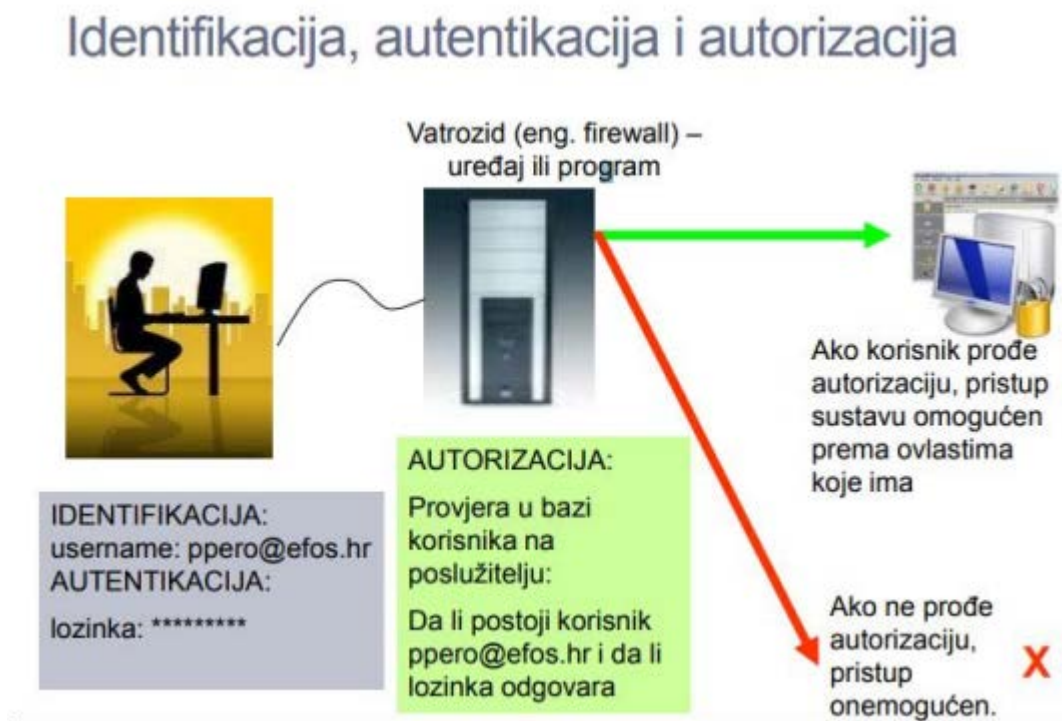 Identifikacija, autentikacija i autorizacija
Vatrozid (eng. firewall) –
uređaj ili program
IDENTIFIKACIJA:
username: ppero@efos.hr
AUTENTIKACIJA:
lozinka: *********
AUTORIZACIJA:
Provjera u bazi
korisnika na
poslužitelju:
Da li postoji korisnik
ppero@efos.hr i da li
lozinka odgovara
Ako korisnik prođe
autorizaciju, pristup
sustavu omogućen
prema ovlastima
koje ima
Ako ne prođe
autorizaciju,
pristup
onemogućen.
X